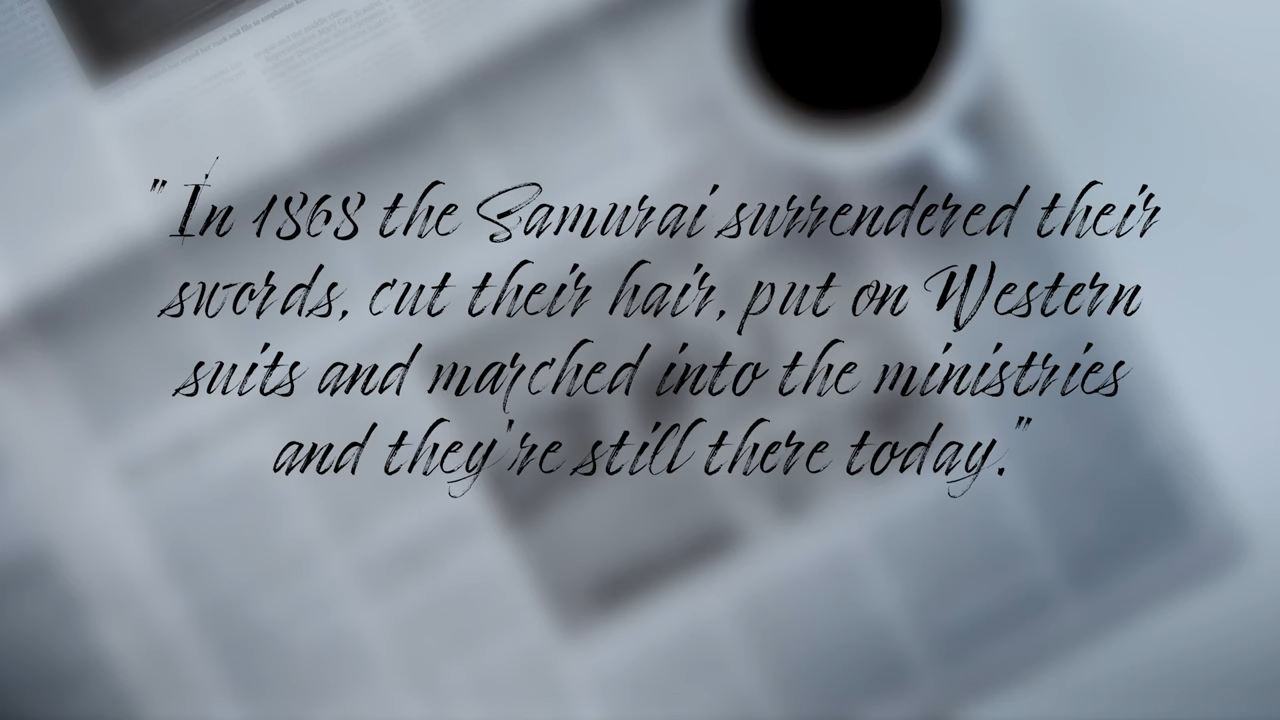 "In 1868 the Samurai surrendered their
swords, cut their hair, put on Western
suits and marched into the ministries
and they're still there today."